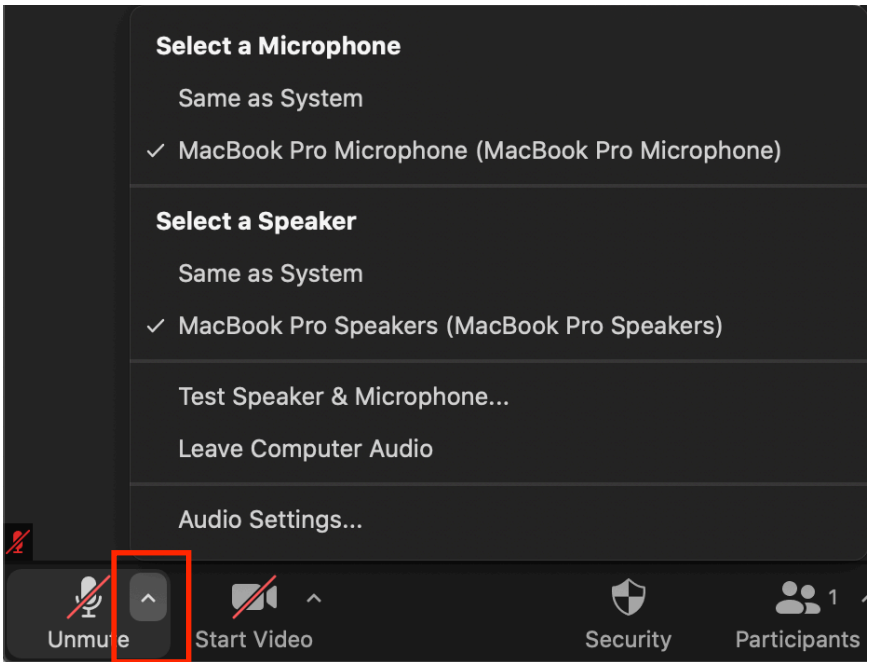 Select a Microphone
Same as System
MacBook Pro Microphone (MacBook Pro Microphone)
Select a Speaker
Same as System
MacBook Pro Speakers (MacBook Pro Speakers)
Test Speaker & Microphone...
Leave Computer Audio
Audio Settings...
1
Unmute Start Video Security Participants